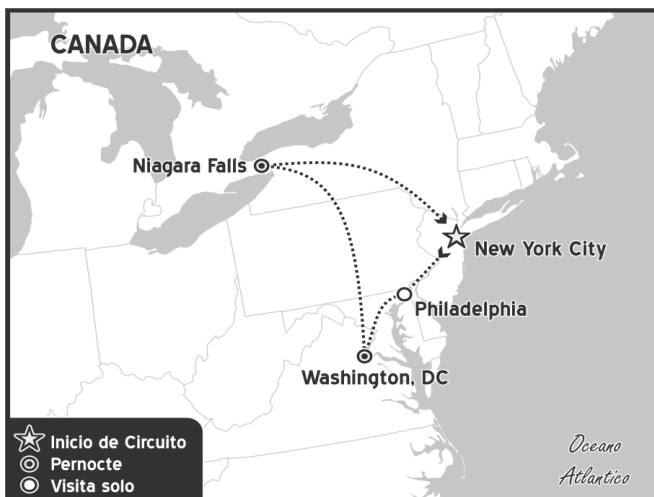 CANADA
Niagara Falls
New York City
Philadelphia
Washington, DC
Inicio de Circuito
Pernocte
Visita solo
Oceano
Atlantico